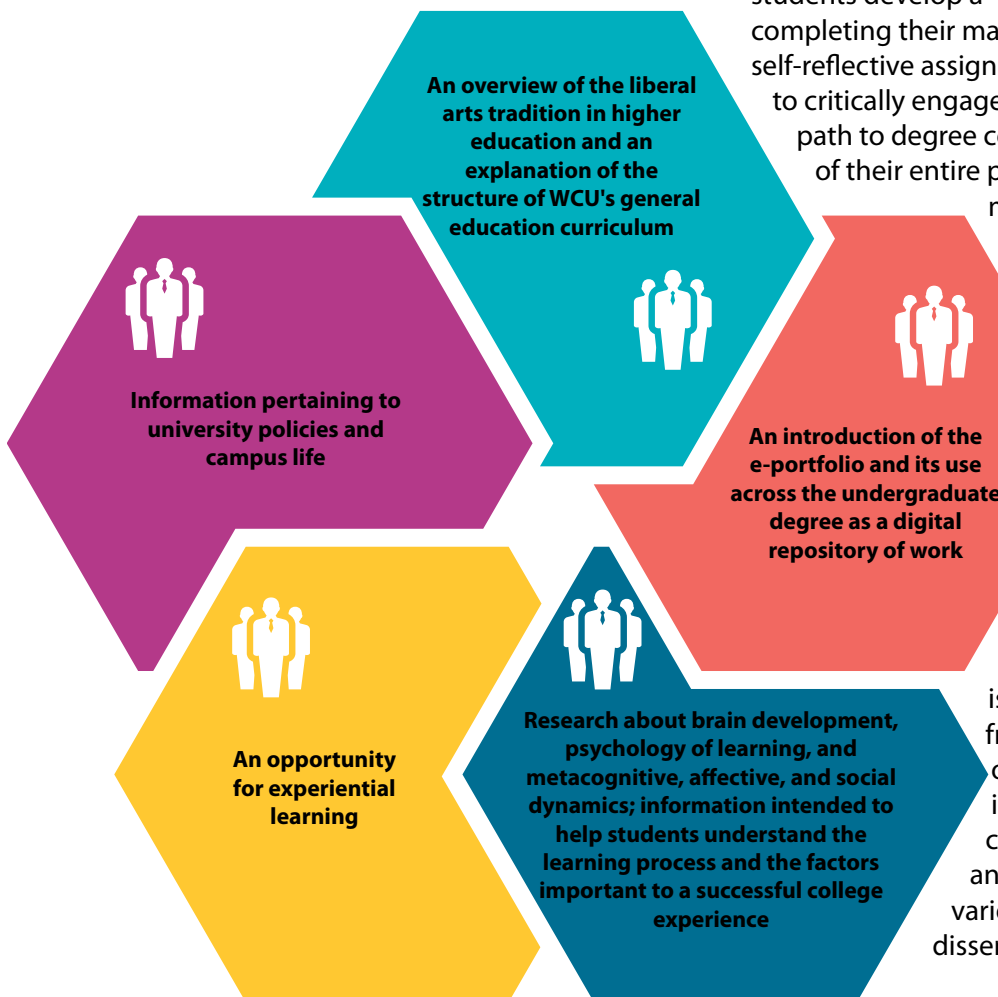 students develop a
completing their ma
self-reflective assign
to critically engage
path to degree co
of their entire p
An overview of the liberal
arts tradition in higher
education and an
explanation of the
structure of WCU's general
education curriculum
Information pertaining to
university policies and
campus life
An introduction of the
e-portfolio and its use
across the undergraduate
degree as a digital
repository of work
An opportunity
for experiential
learning
Research about brain development,
psychology of learning, and
metacognitive, affective, and social
dynamics; information intended to
help students understand the
learning process and the factors
important to a successful college
experience
is
fr
i
c
an
vari
disse